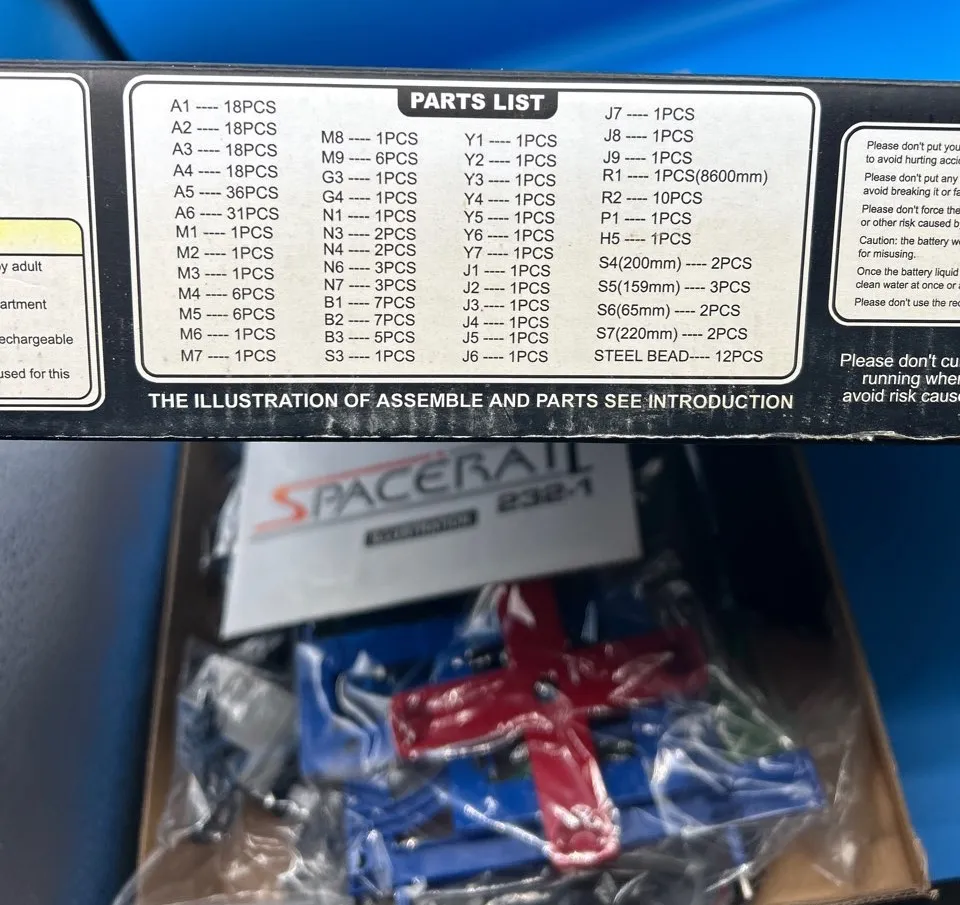 PARTS LIST
A1 ---- 18PCS
A2 ---- 18PCS
A3 ---- 18PCS
A4 ---- 18PCS
A5 ---- 36PCS
A6 ---- 31PCS
M1 ---- 1PCS
M2 ---- 1PCS
M3 ---- 1PCS
M4 ---- 6PCS
M5 ---- 6PCS
M6 ---- 1PCS
M7 ---- 1PCS
M8 ---- 1PCS
M9 ---- 6PCS
G3 ---- 1PCS
G4 ---- 1PCS
N1 ---- 1PCS
N3 ---- 2PCS
N4 ---- 2PCS
N6 ---- 3PCS
N7 ---- 3PCS
B1 ---- 7PCS
B2 ---- 7PCS
B3 ---- 5PCS
S3 ---- 1PCS
Y1 ---- 1PCS
Y2 ---- 1PCS
Y3 ---- 1PCS
Y4 ---- 1PCS
Y5 ---- 1PCS
Y6 ---- 1PCS
Y7 ---- 1PCS
J1 ---- 1PCS
J2 ---- 1PCS
J3 ---- 1PCS
J4 ---- 1PCS
J5 ---- 1PCS
J6 ---- 1PCS
J7 ---- 1PCS
J8 ---- 1PCS
J9 ---- 1PCS
R1 ---- 1PCS(8600mm)
R2 ---- 10PCS
P1 ---- 1PCS
H5 ---- 1PCS
S4(200mm) ---- 2PCS
S5(159mm) ---- 3PCS
S6(65mm) ---- 2PCS
S7(220mm) ---- 2PCS
STEEL BEAD---- 12PCS
THE ILLUSTRATION OF ASSEMBLE AND PARTS SEE INTRODUCTION
by adult
used for this
Please don't put you
to avoid hurting
Please don't put any
avoid breaking it or
Please don't force the
or other risk caused b
Caution: the battery
for misusing.
Once the battery liquid
clean water at once or
Please don't use the
Please don't
running when
avoid risk
SPACERAIL
232-1
ILLUSTRATION